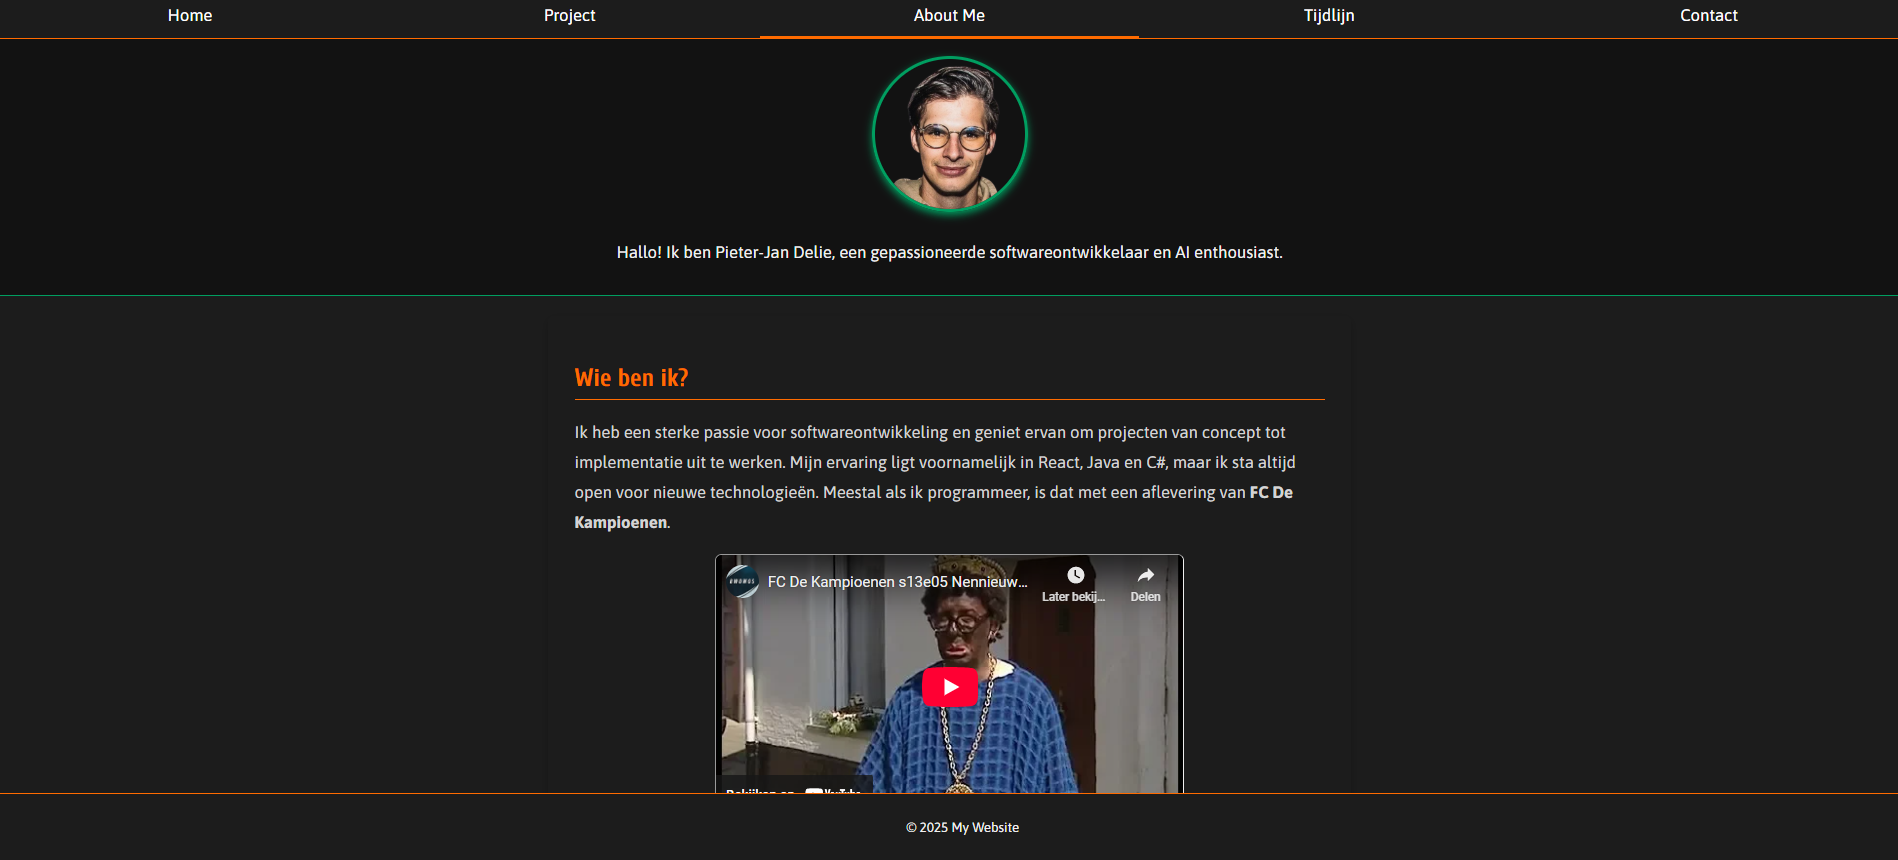 Home Project About Me Tijdlijn Contact
Hallo! Ik ben Pieter-Jan Delie, een gepassioneerde softwareontwikkelaar en AI enthousiast.
Wie ben ik?
Ik heb een sterke passie voor softwareontwikkeling en geniet ervan om projecten van concept tot
implementatie uit te werken. Mijn ervaring ligt voornamelijk in React, Java en C#, maar ik sta altijd
open voor nieuwe technologieën. Meestal als ik programmeer, is dat met een aflevering van FC De
Kampioenen.
FC De Kampioenen s13e05 Nennieuw...
Later bekij...
Delen
Bekijken op YouTube
© 2025 My Website